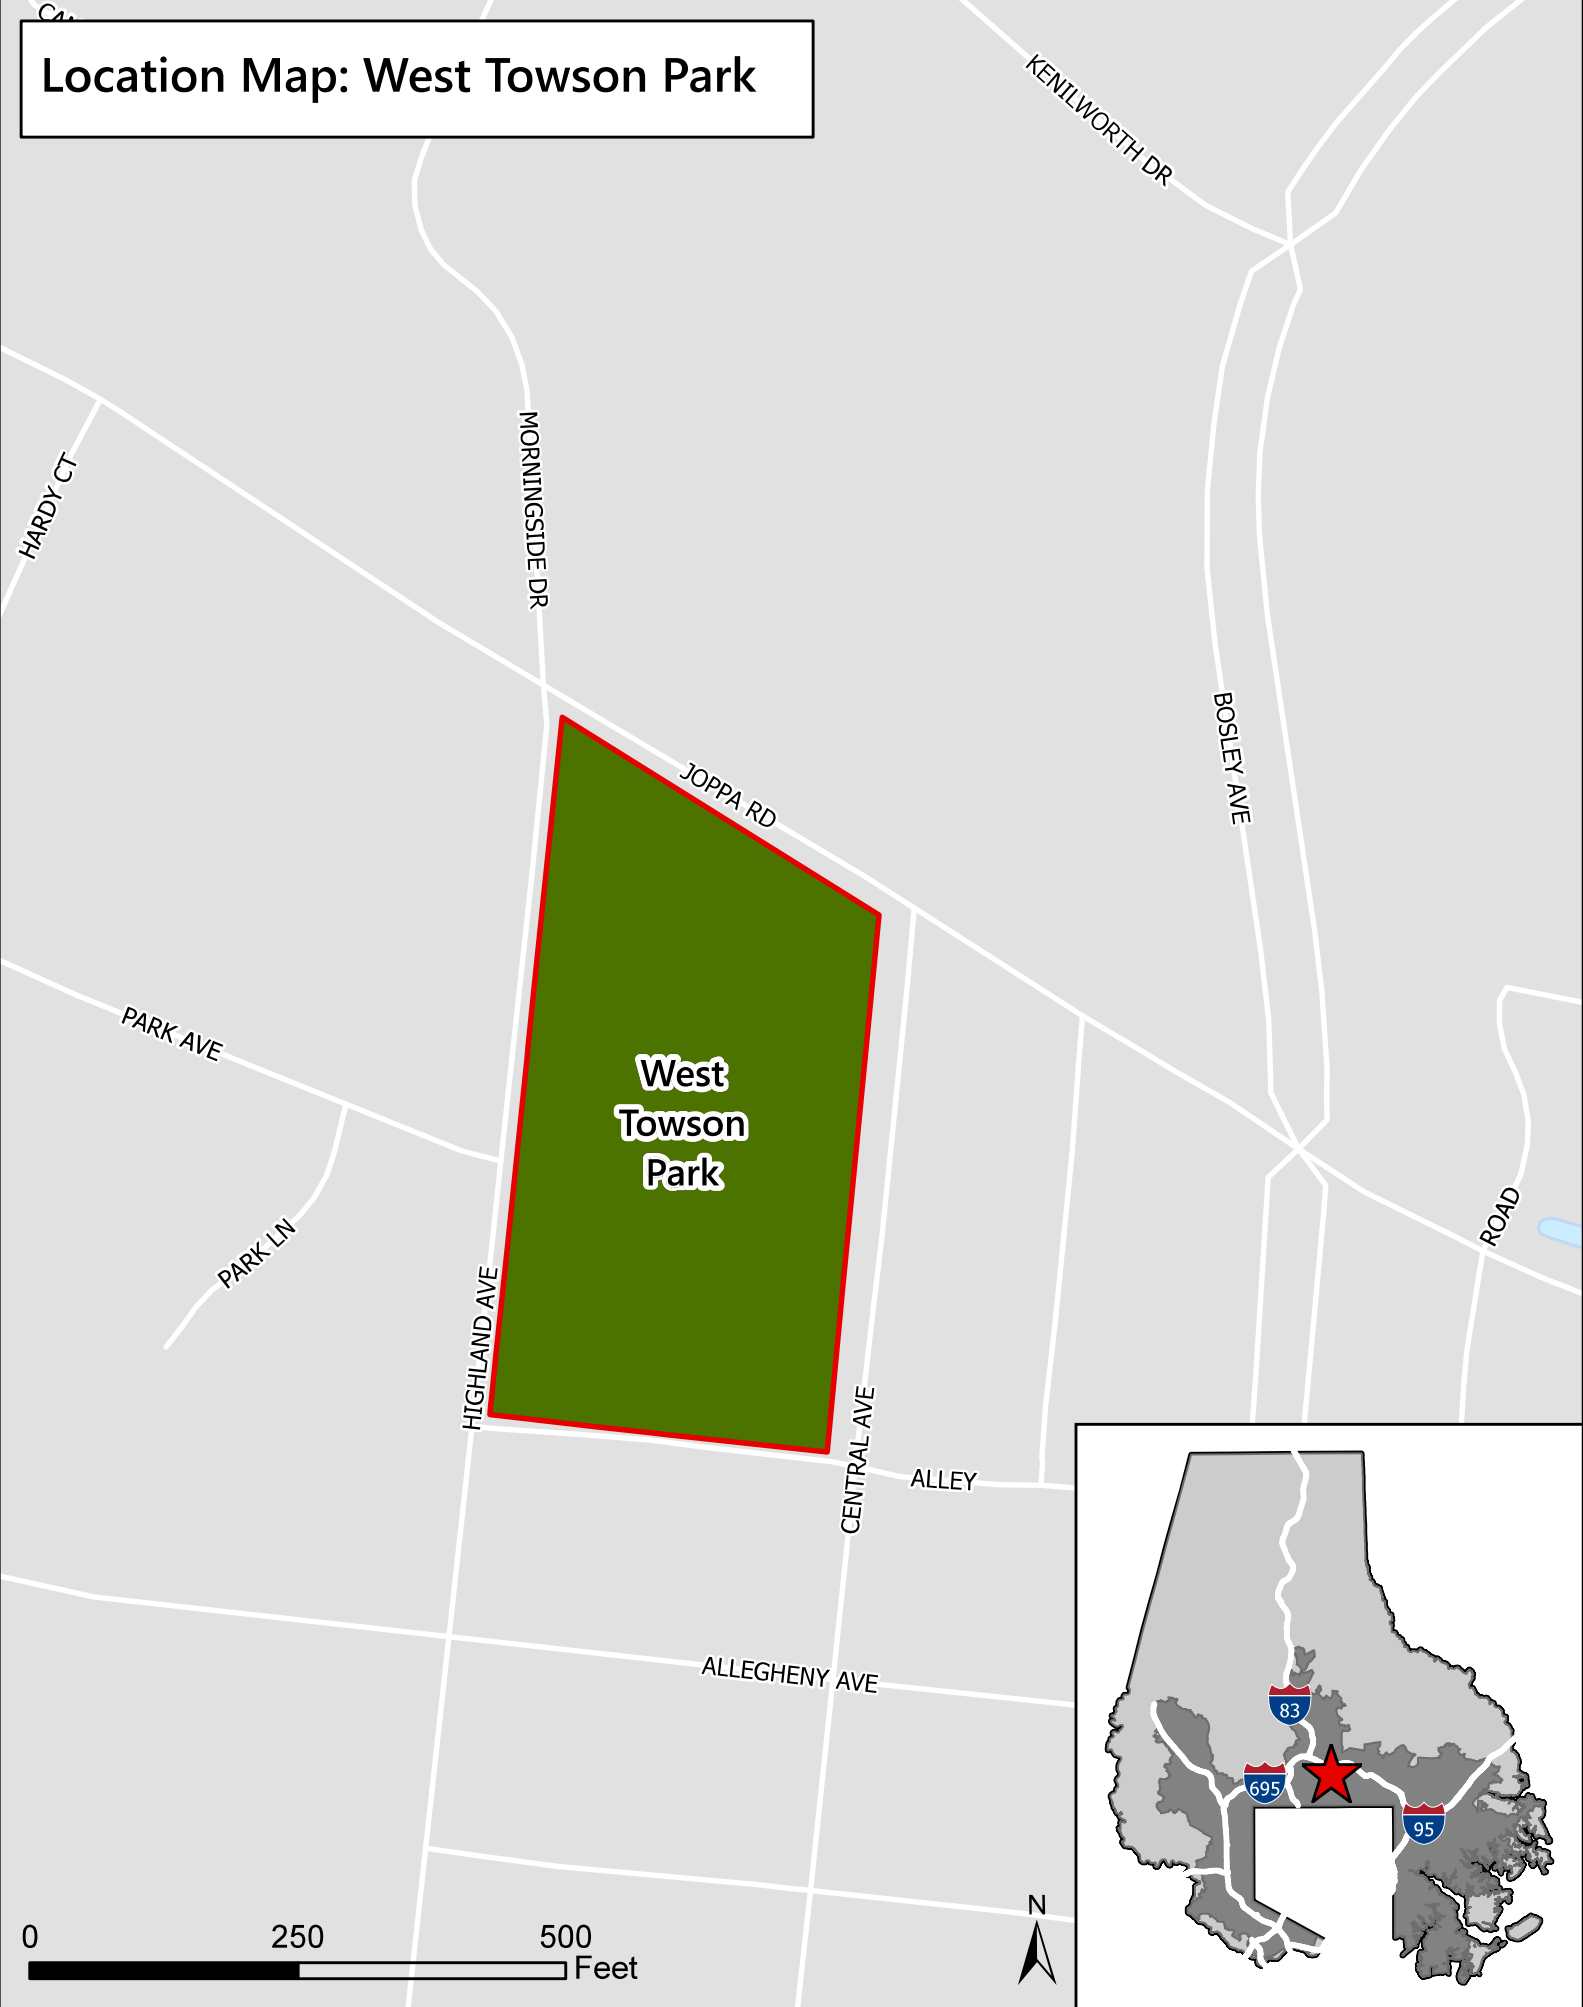 Location Map: West Towson Park
KENILWORTH DR
MORNINGSIDE DR
HARDY CT
BOSLEY AVE
JOPPA RD
PARK AVE
West
Towson
Park
PARK LN
ROAD
HIGHLAND AVE
CENTRAL AVE
ALLEY
ALLEGHENY AVE
83
695
95
N
0 250 500
Feet